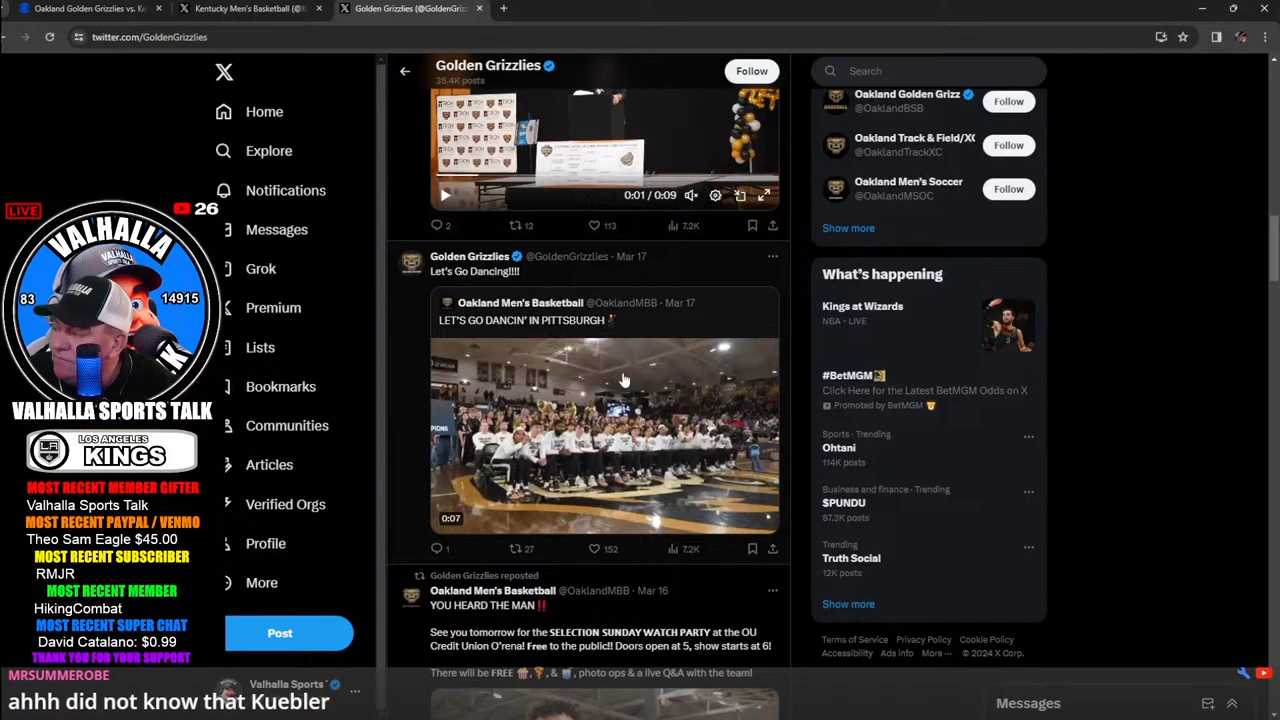 Oakland Golden Grizzlies vs. Ke
Kentucky Men's Basketball (@K
Golden Grizzlies (@GoldenGriz
twitter.com/GoldenGrizzlies
Golden Grizzlies
35.4K posts
Follow
Search
Home
Explore
Notifications
Messages
Grok
Premium
Lists
Bookmarks
Communities
Articles
Verified Orgs
Profile
More
Post
Valhalla Sports
0:01 / 0:09
2
12
113
7.2K
Golden Grizzlies @GoldenGrizzlies · Mar 17
Let's Go Dancing!!!!
Oakland Men's Basketball @OaklandMBB · Mar 17
LET'S GO DANCIN' IN PITTSBURGH
0:07
1
27
152
7.2K
Golden Grizzlies reposted
Oakland Men's Basketball @OaklandMBB · Mar 16
YOU HEARD THE MAN‼️
See you tomorrow for the SELECTION SUNDAY WATCH PARTY at the OU
Credit Union O'rena! Free to the public!! Doors open at 5, show starts at 6!
There will be FREE 🍿, 🍕, & 🥤, photo ops & a live Q&A with the team!
Oakland Golden Grizz
@OaklandBSB
Follow
Oakland Track & Field/XC
@OaklandTrackXC
Follow
Oakland Men's Soccer
@OaklandMSOC
Follow
Show more
What's happening
Kings at Wizards
NBA · LIVE
#BetMGM
Click Here for the Latest BetMGM Odds on X
Promoted by BetMGM
Sports · Trending
Ohtani
114K posts
Business and finance · Trending
$PUNDU
87.3K posts
Trending
Truth Social
12K posts
Show more
Terms of Service Privacy Policy Cookie Policy
Accessibility Ads info More ··· © 2024 X Corp.
Messages
LIVE
26
VALHALLA
83
14915
VALHALLA SPORTS TALK
LOS ANGELES
KINGS
MOST RECENT MEMBER GIFTER
Valhalla Sports Talk
MOST RECENT PAYPAL / VENMO
Theo Sam Eagle $45.00
MOST RECENT SUBSCRIBER
RMJR
MOST RECENT MEMBER
HikingCombat
MOST RECENT SUPER CHAT
David Catalano: $0.99
THANK YOU FOR YOUR SUPPORT
MRSUMMEROBE
ahhh did not know that Kuebler